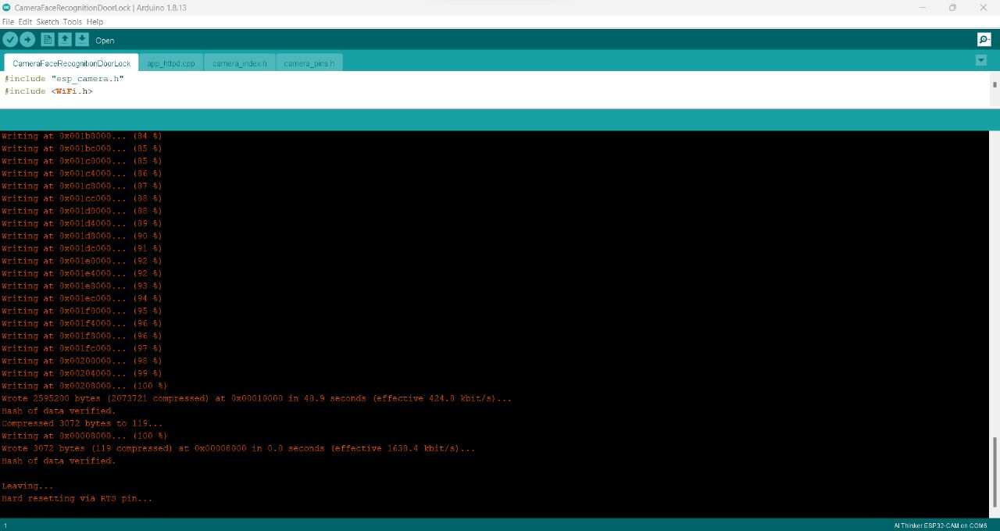 CameraFaceRecognitionDoorLock | Arduino 1.8.13
File Edit Sketch Tools Help
Open
CameraFaceRecognitionDoorLock app_httpd.cpp camera_index.h camera_pins.h
#include "esp_camera.h"
#include <WiFi.h>
Writing at 0x001b8000... (84 %)
Writing at 0x001bc000... (85 %)
Writing at 0x001c0000... (85 %)
Writing at 0x001c4000... (86 %)
Writing at 0x001c8000... (87 %)
Writing at 0x001cc000... (88 %)
Writing at 0x001d0000... (88 %)
Writing at 0x001d4000... (89 %)
Writing at 0x001d8000... (90 %)
Writing at 0x001dc000... (91 %)
Writing at 0x001e0000... (92 %)
Writing at 0x001e4000... (92 %)
Writing at 0x001e8000... (93 %)
Writing at 0x001ec000... (94 %)
Writing at 0x001f0000... (95 %)
Writing at 0x001f4000... (96 %)
Writing at 0x001f8000... (96 %)
Writing at 0x001fc000... (97 %)
Writing at 0x00200000... (98 %)
Writing at 0x00204000... (99 %)
Writing at 0x00208000... (100 %)
Wrote 2595200 bytes (2073721 compressed) at 0x00010000 in 48.9 seconds (effective 424.8 kbit/s)...
Hash of data verified.
Compressed 3072 bytes to 119...
Writing at 0x00008000... (100 %)
Wrote 3072 bytes (119 compressed) at 0x00008000 in 0.0 seconds (effective 1638.4 kbit/s)...
Hash of data verified.
Leaving...
Hard resetting via RTS pin...
1 AI Thinker ESP32-CAM on COM6